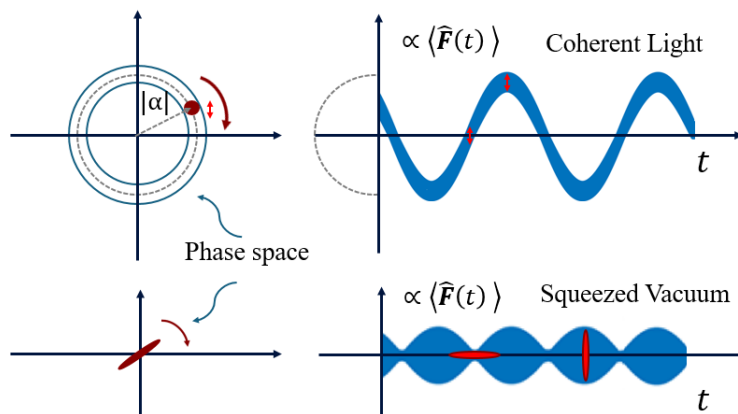 ∝ ⟨F̂(t)⟩ Coherent Light
|α|
t
Phase space
∝ ⟨F̂(t)⟩ Squeezed Vacuum
t